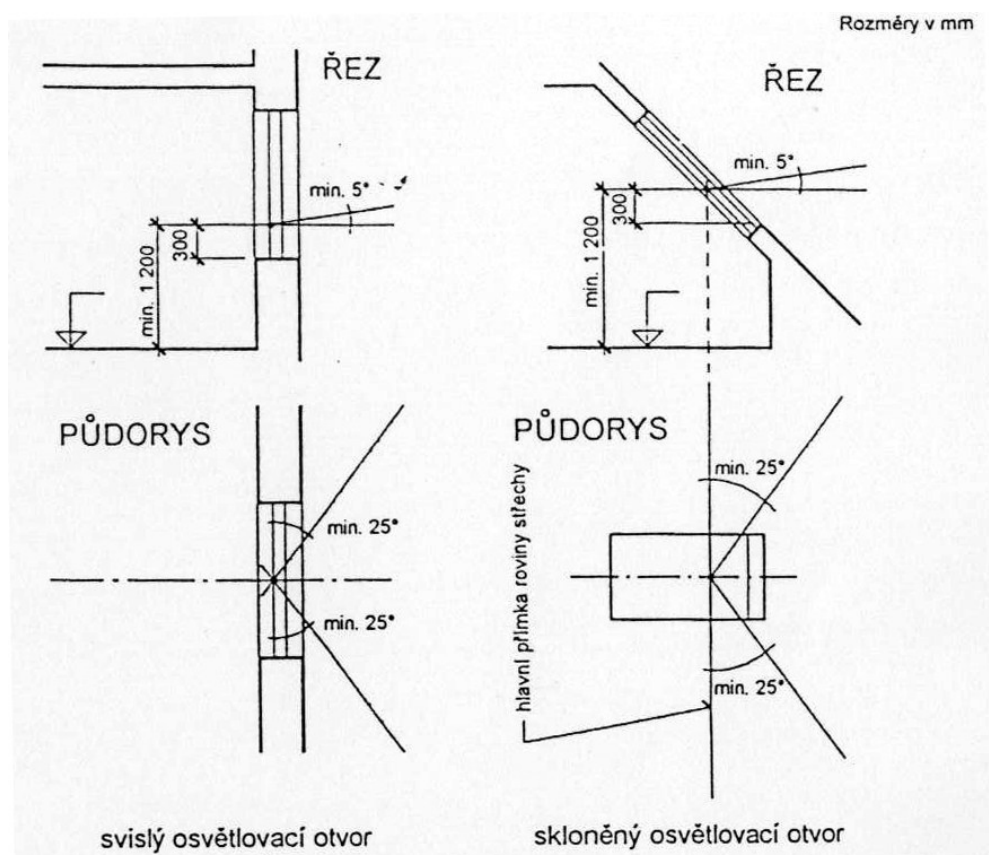 Rozměry v mm
ŘEZ
min. 5°
300
min. 1 200
ŘEZ
min. 5°
300
min. 1 200
PŮDORYS
min. 25°
min. 25°
PŮDORYS
min. 25°
min. 25°
hlavní přímka roviny střechy
svislý osvětlovací otvor
skloněný osvětlovací otvor